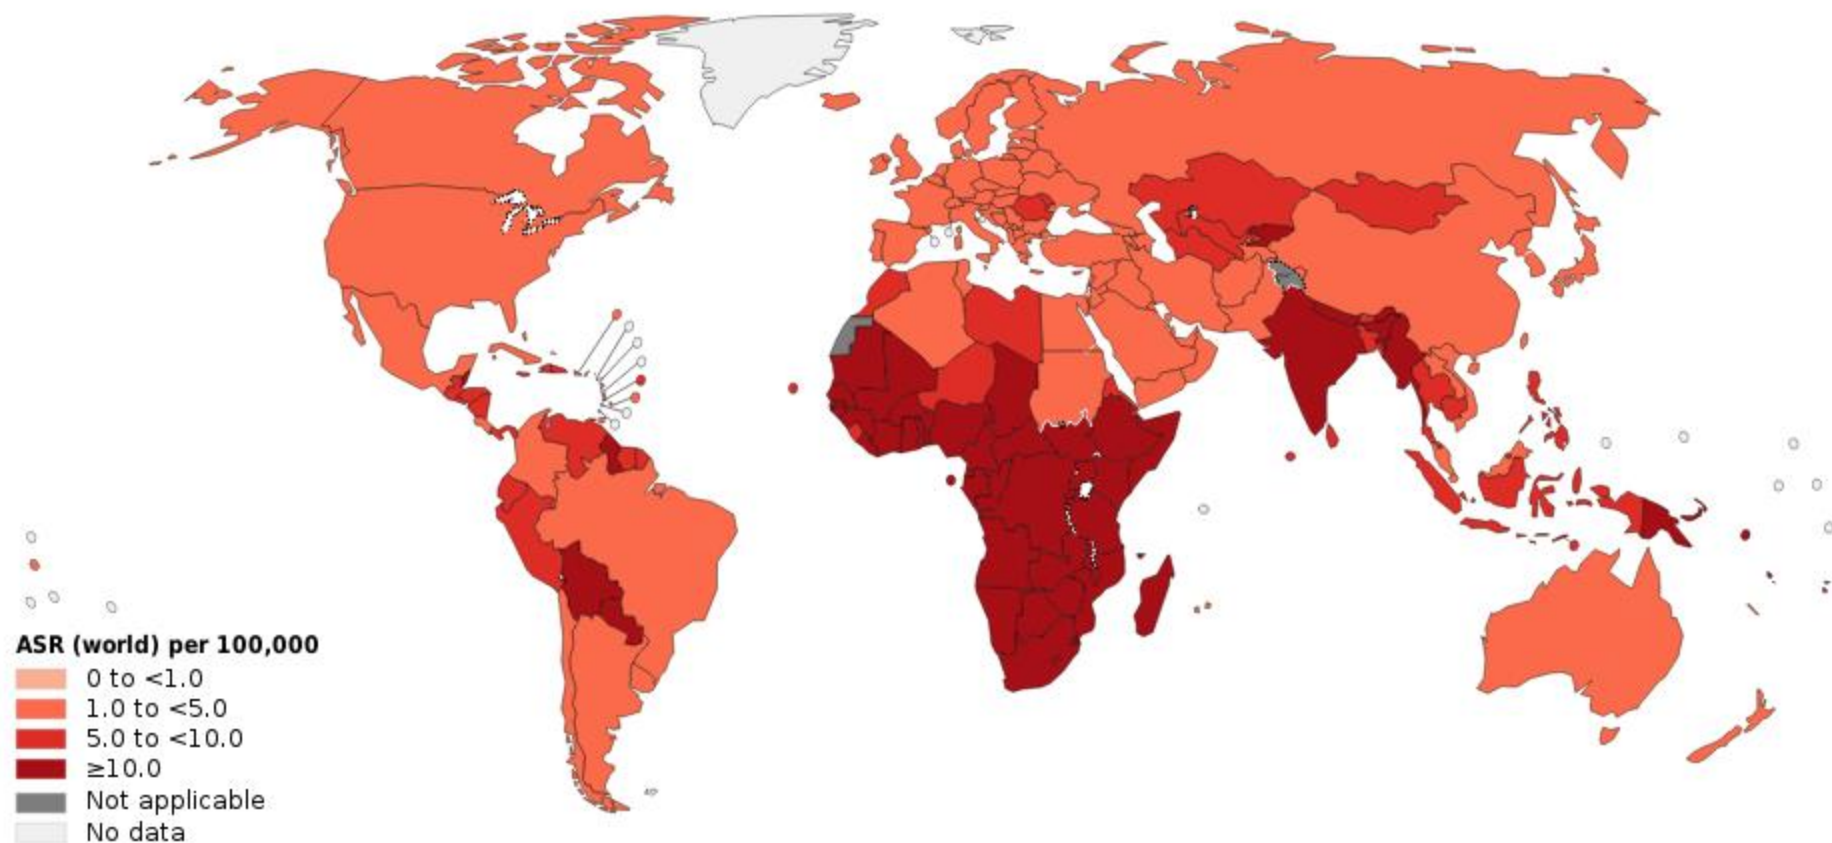 ASR (world) per 100,000
0 to <1.0
1.0 to <5.0
5.0 to <10.0
≥10.0
Not applicable
No data